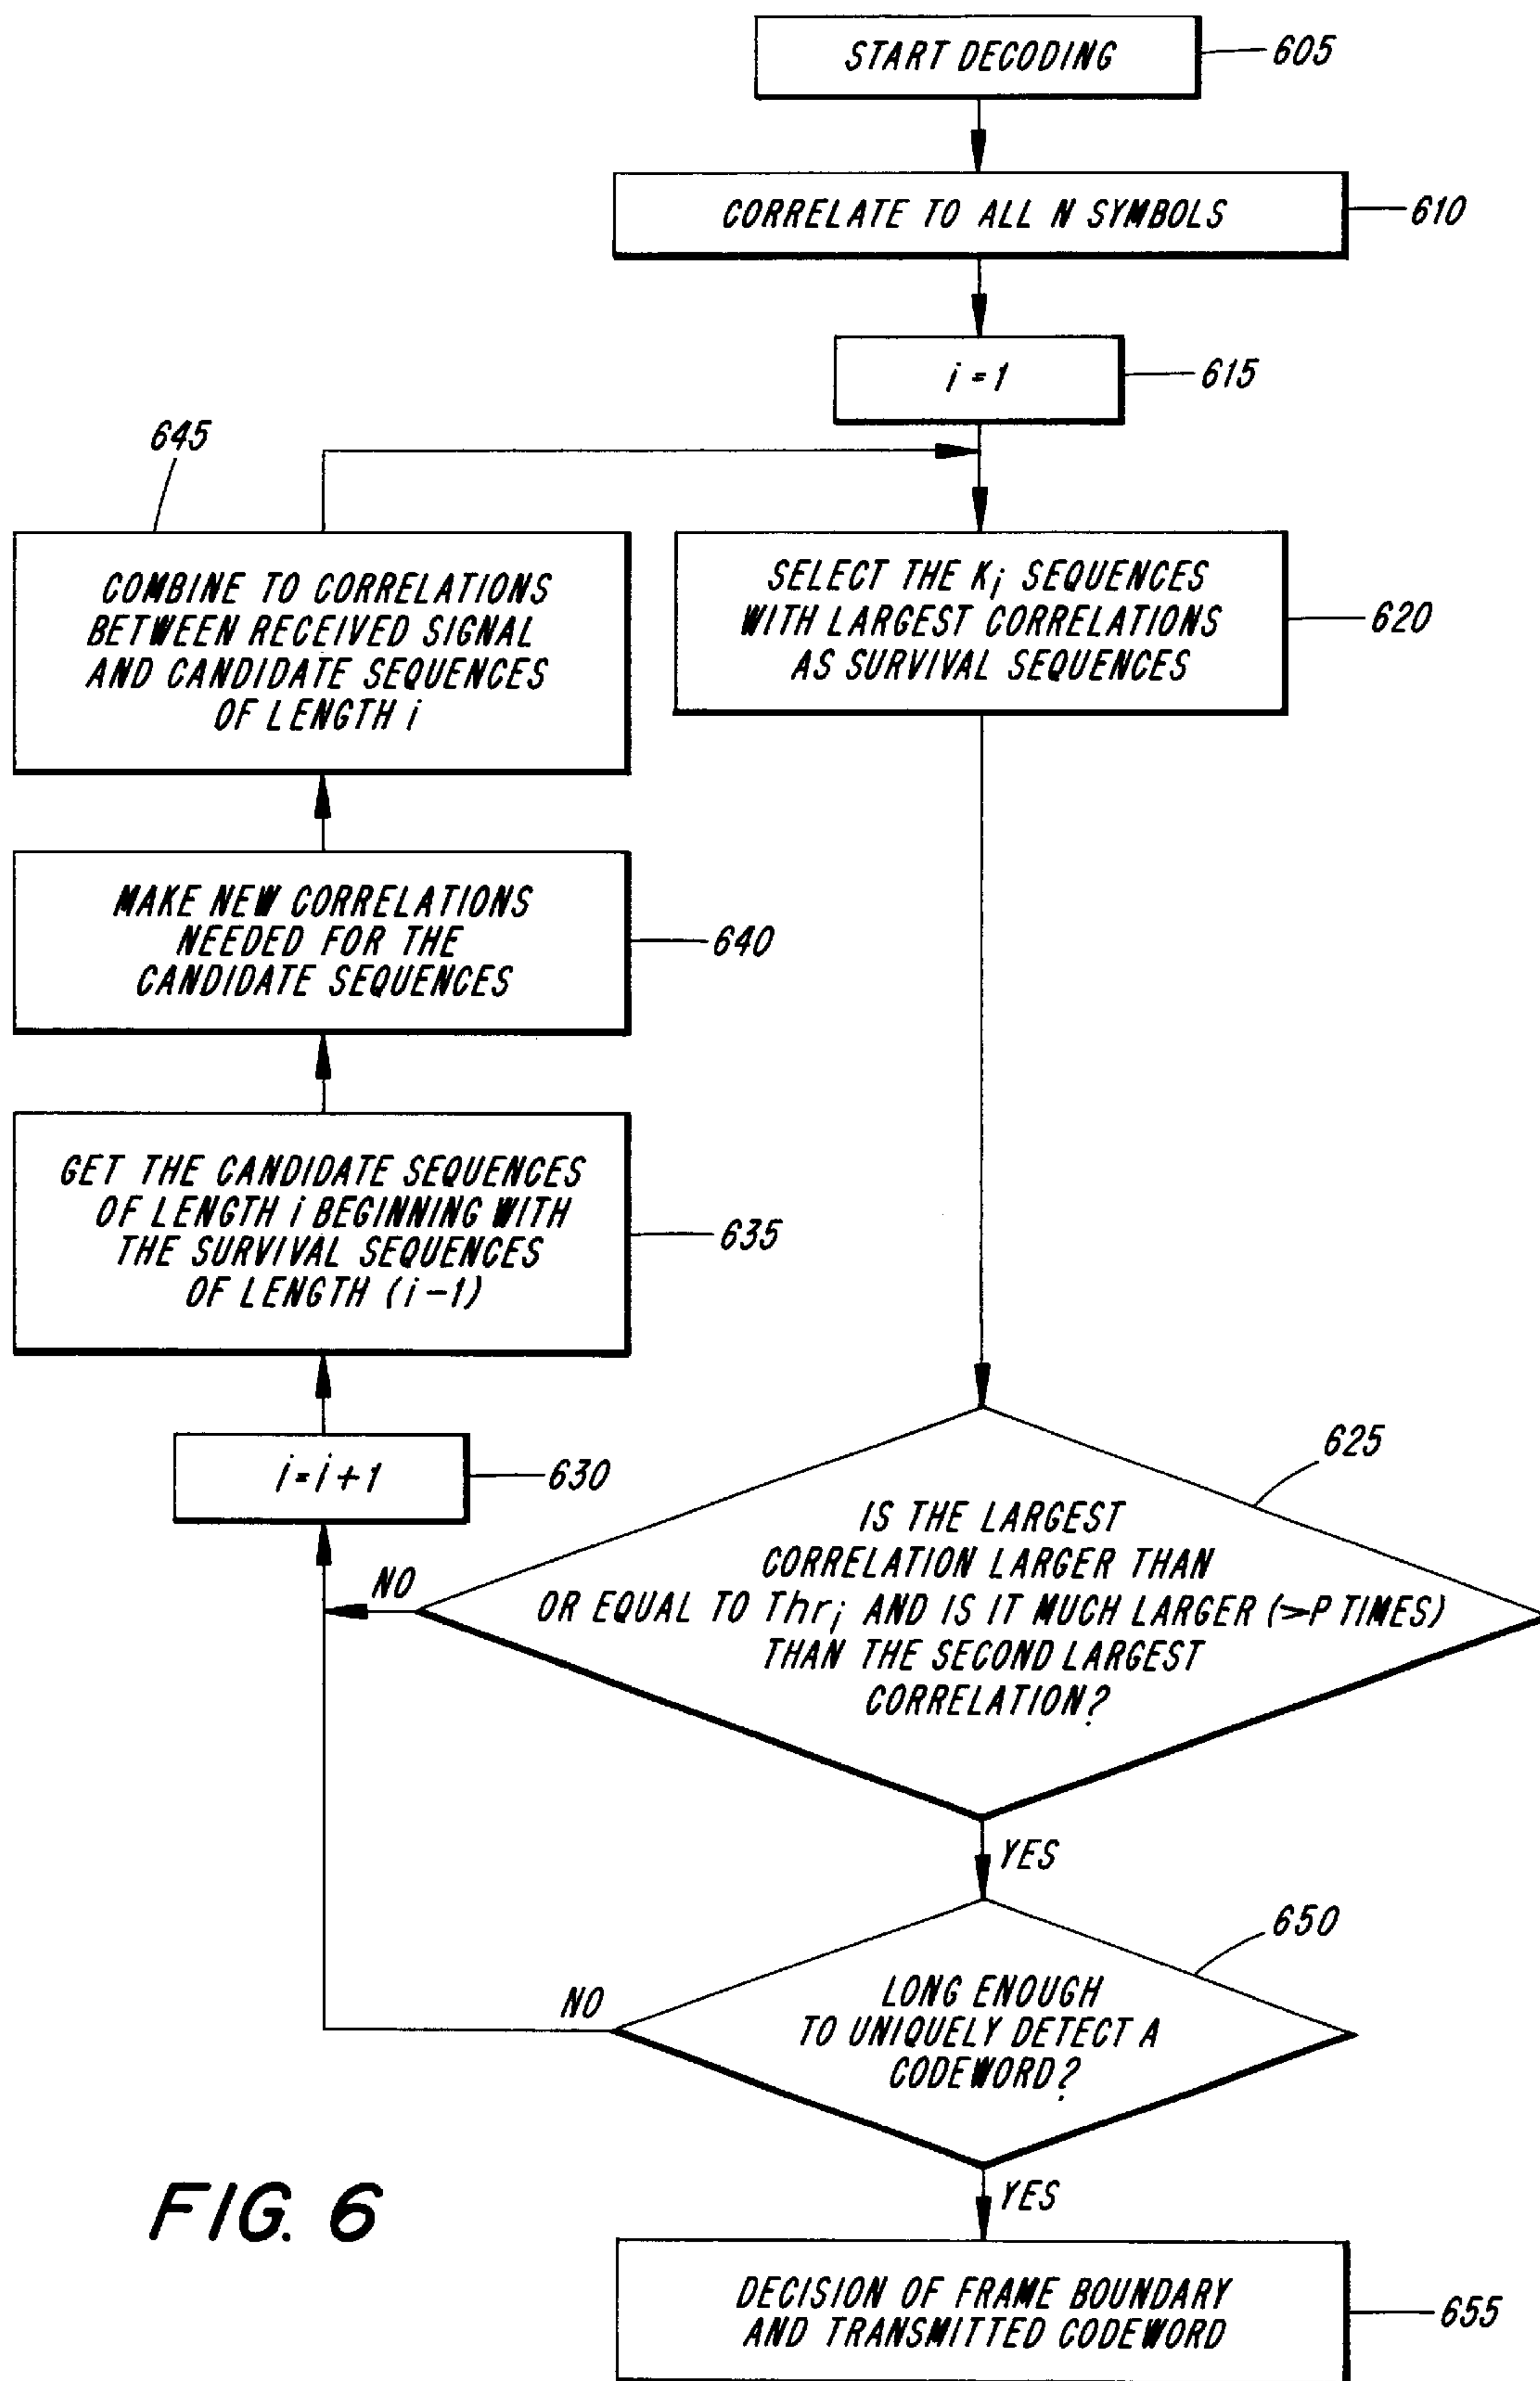 START DECODING
605
CORRELATE TO ALL N SYMBOLS
610
i = 1
615
645
COMBINE TO CORRELATIONS
BETWEEN RECEIVED SIGNAL
AND CANDIDATE SEQUENCES
OF LENGTH i
SELECT THE Ki SEQUENCES
WITH LARGEST CORRELATIONS
AS SURVIVAL SEQUENCES
620
MAKE NEW CORRELATIONS
NEEDED FOR THE
CANDIDATE SEQUENCES
640
GET THE CANDIDATE SEQUENCES
OF LENGTH i BEGINNING WITH
THE SURVIVAL SEQUENCES
OF LENGTH (i-1)
635
i = i + 1
630
625
IS THE LARGEST
CORRELATION LARGER THAN
OR EQUAL TO Thri AND IS IT MUCH LARGER (>P TIMES)
THAN THE SECOND LARGEST
CORRELATION?
NO
YES
650
LONG ENOUGH
TO UNIQUELY DETECT A
CODEWORD?
NO
YES
DECISION OF FRAME BOUNDARY
AND TRANSMITTED CODEWORD
655
FIG. 6